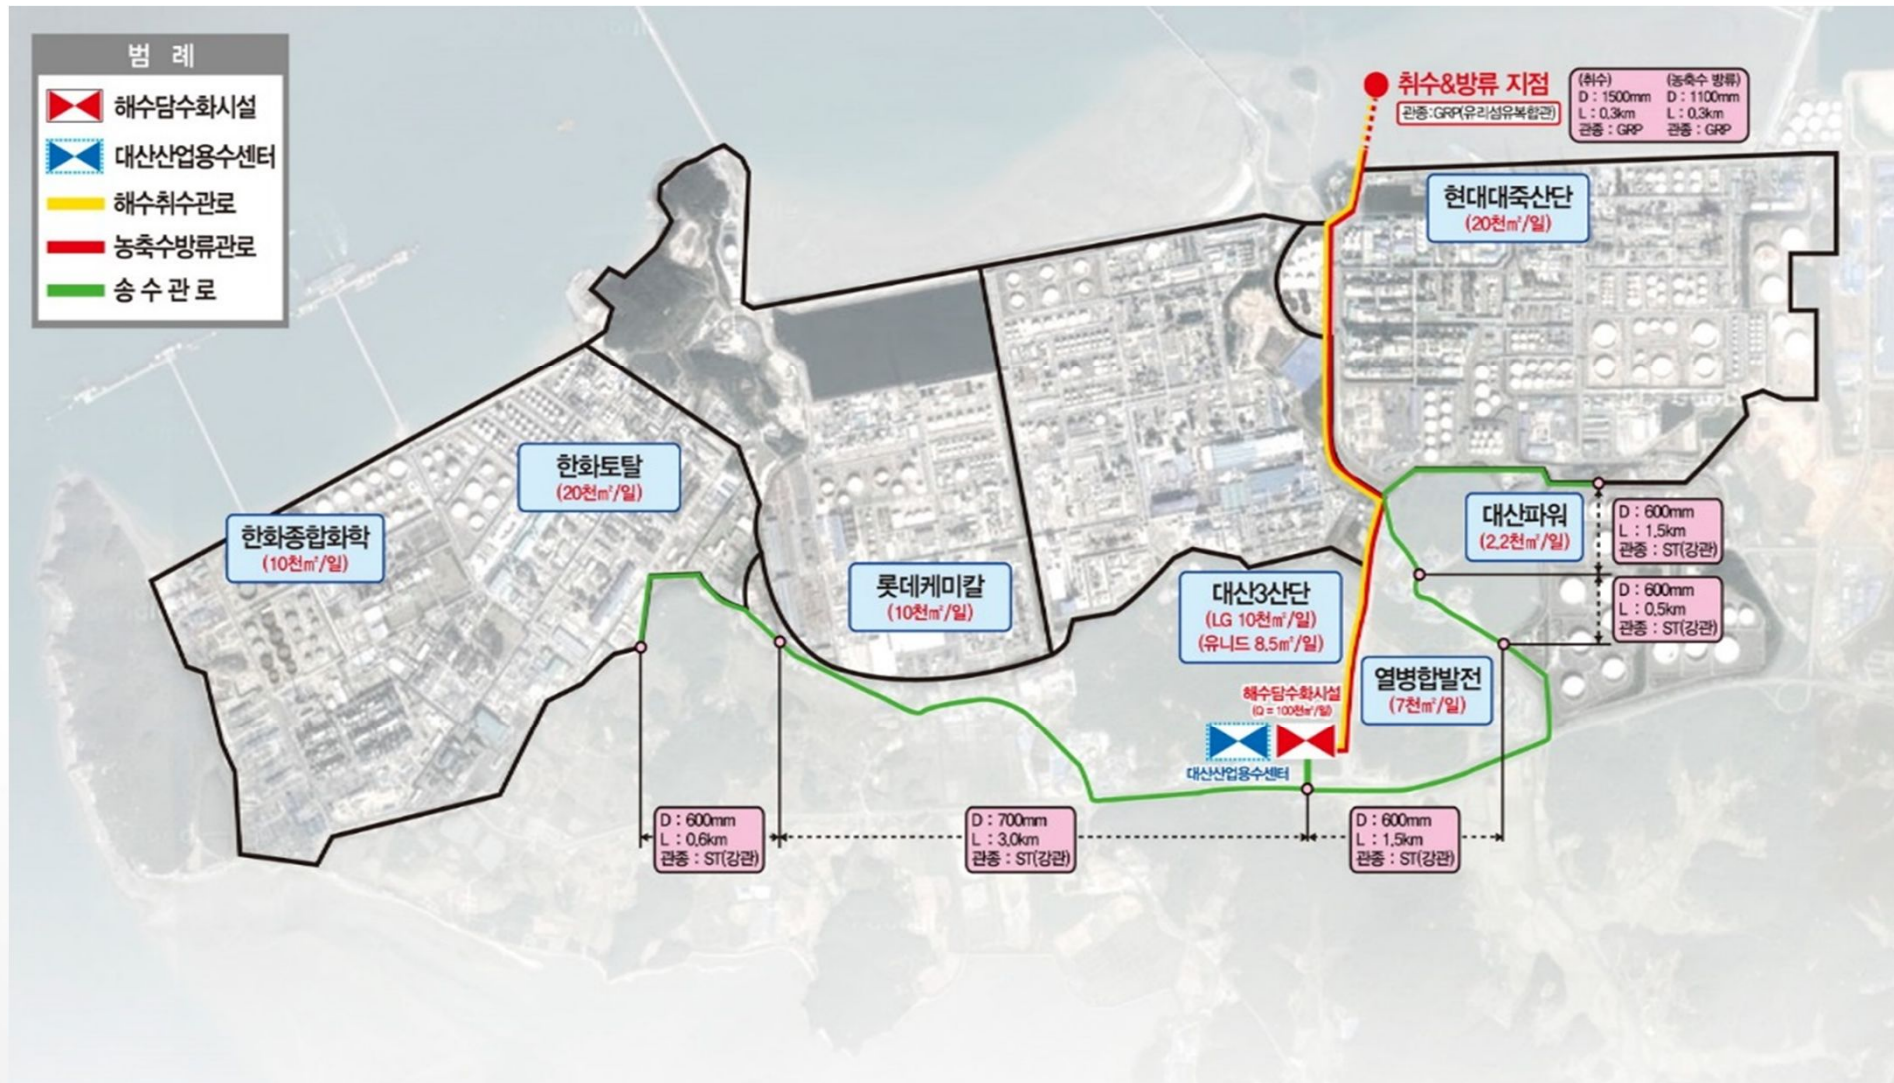 범 례
해수담수화시설
대산산업용수센터
해수취수관로
농축수방류관로
송 수 관 로
취수&방류 지점
관종:GRP(유리섬유복합관)
(취수)
D : 1500mm
L : 0.3km
관종 : GRP
(농축수 방류)
D : 1100mm
L : 0.3km
관종 : GRP
현대대죽산단
(20천㎥/일)
한화토탈
(20천㎥/일)
한화종합화학
(10천㎥/일)
롯데케미칼
(10천㎥/일)
대산파워
(2.2천㎥/일)
D : 600mm
L : 1.5km
관종 : ST(강관)
D : 600mm
L : 0.5km
관종 : ST(강관)
대산3산단
(LG 10천㎥/일)
(유니드 8.5㎥/일)
열병합발전
(7천㎥/일)
해수담수화시설
(Q = 100천㎥/일)
대산산업용수센터
D : 600mm
L : 0.6km
관종 : ST(강관)
D : 700mm
L : 3.0km
관종 : ST(강관)
D : 600mm
L : 1.5km
관종 : ST(강관)